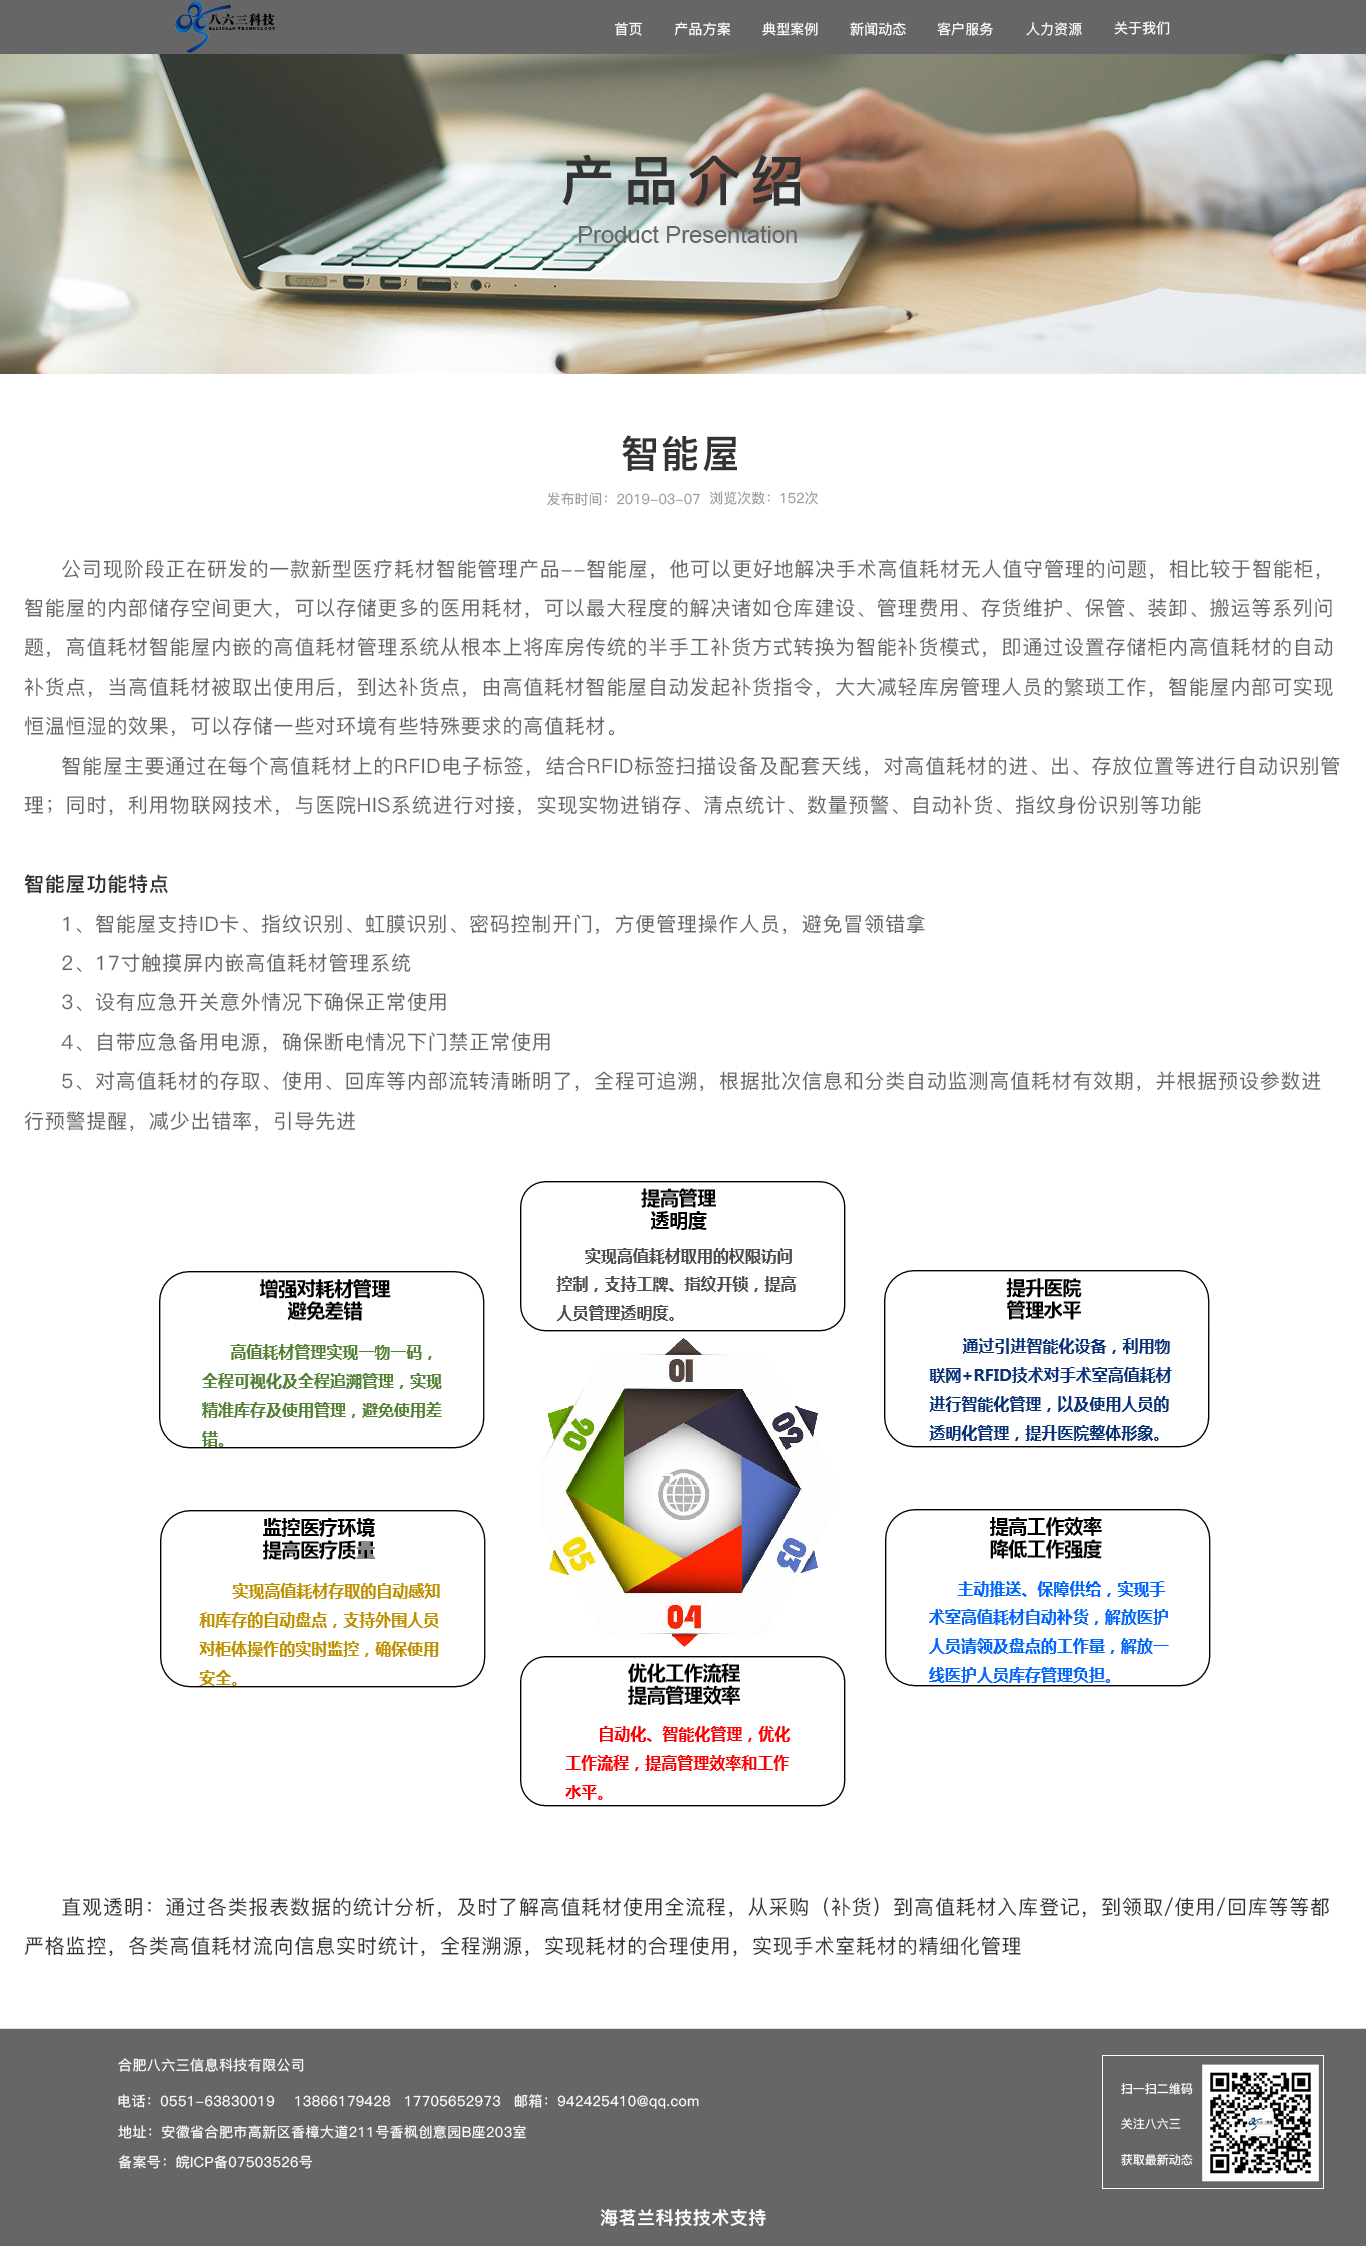 八六三科技
BALIUSAN TECHNOLOGY
首页 产品方案 典型案例 新闻动态 客户服务 人力资源 关于我们
产品介绍
Product Presentation
智能屋
发布时间：2019-03-07 浏览次数：152次
公司现阶段正在研发的一款新型医疗耗材智能管理产品--智能屋，他可以更好地解决手术高值耗材无人值守管理的问题，相比较于智能柜，
智能屋的内部储存空间更大，可以存储更多的医用耗材，可以最大程度的解决诸如仓库建设、管理费用、存货维护、保管、装卸、搬运等系列问
题，高值耗材智能屋内嵌的高值耗材管理系统从根本上将库房传统的半手工补货方式转换为智能补货模式，即通过设置存储柜内高值耗材的自动
补货点，当高值耗材被取出使用后，到达补货点，由高值耗材智能屋自动发起补货指令，大大减轻库房管理人员的繁琐工作，智能屋内部可实现
恒温恒湿的效果，可以存储一些对环境有些特殊要求的高值耗材。
智能屋主要通过在每个高值耗材上的RFID电子标签，结合RFID标签扫描设备及配套天线，对高值耗材的进、出、存放位置等进行自动识别管
理；同时，利用物联网技术，与医院HIS系统进行对接，实现实物进销存、清点统计、数量预警、自动补货、指纹身份识别等功能
智能屋功能特点
1、智能屋支持ID卡、指纹识别、虹膜识别、密码控制开门，方便管理操作人员，避免冒领错拿
2、17寸触摸屏内嵌高值耗材管理系统
3、设有应急开关意外情况下确保正常使用
4、自带应急备用电源，确保断电情况下门禁正常使用
5、对高值耗材的存取、使用、回库等内部流转清晰明了，全程可追溯，根据批次信息和分类自动监测高值耗材有效期，并根据预设参数进
行预警提醒，减少出错率，引导先进
提高管理
透明度
实现高值耗材取用的权限访问
控制，支持工牌、指纹开锁，提高
人员管理透明度。
增强对耗材管理
避免差错
高值耗材管理实现一物一码，
全程可视化及全程追溯管理，实现
精准库存及使用管理，避免使用差
错。
提升医院
管理水平
通过引进智能化设备，利用物
联网+RFID技术对手术室高值耗材
进行智能化管理，以及使用人员的
透明化管理，提升医院整体形象。
01
02
03
04
05
06
监控医疗环境
提高医疗质量
实现高值耗材存取的自动感知
和库存的自动盘点，支持外围人员
对柜体操作的实时监控，确保使用
安全。
提高工作效率
降低工作强度
主动推送、保障供给，实现手
术室高值耗材自动补货，解放医护
人员请领及盘点的工作量，解放一
线医护人员库存管理负担。
优化工作流程
提高管理效率
自动化、智能化管理，优化
工作流程，提高管理效率和工作
水平。
直观透明：通过各类报表数据的统计分析，及时了解高值耗材使用全流程，从采购（补货）到高值耗材入库登记，到领取/使用/回库等等都
严格监控，各类高值耗材流向信息实时统计，全程溯源，实现耗材的合理使用，实现手术室耗材的精细化管理
合肥八六三信息科技有限公司
电话：0551-63830019 13866179428 17705652973 邮箱：942425410@qq.com
地址：安徽省合肥市高新区香樟大道211号香枫创意园B座203室
备案号：皖ICP备07503526号
扫一扫二维码
关注八六三
获取最新动态
海茗兰科技技术支持